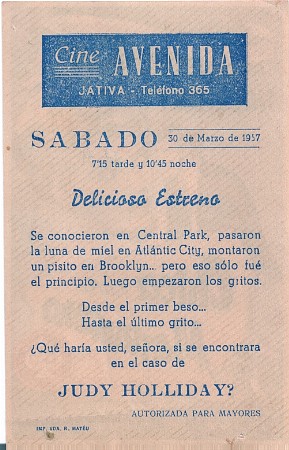 Cine AVENIDA
JATIVA - Teléfono 365
SABADO 30 de Marzo de 1957
7'15 tarde y 10'45 noche
Delicioso Estreno
Se conocieron en Central Park, pasaron
la luna de miel en Atlántic City, montaron
un pisito en Brooklyn... pero eso sólo fué
el principio. Luego empezaron los gritos.
Desde el primer beso...
Hasta el último grito...
¿Qué haría usted, señora, si se encontrara
en el caso de
JUDY HOLLIDAY?
AUTORIZADA PARA MAYORES
IMP. VDA. R. MATÉU